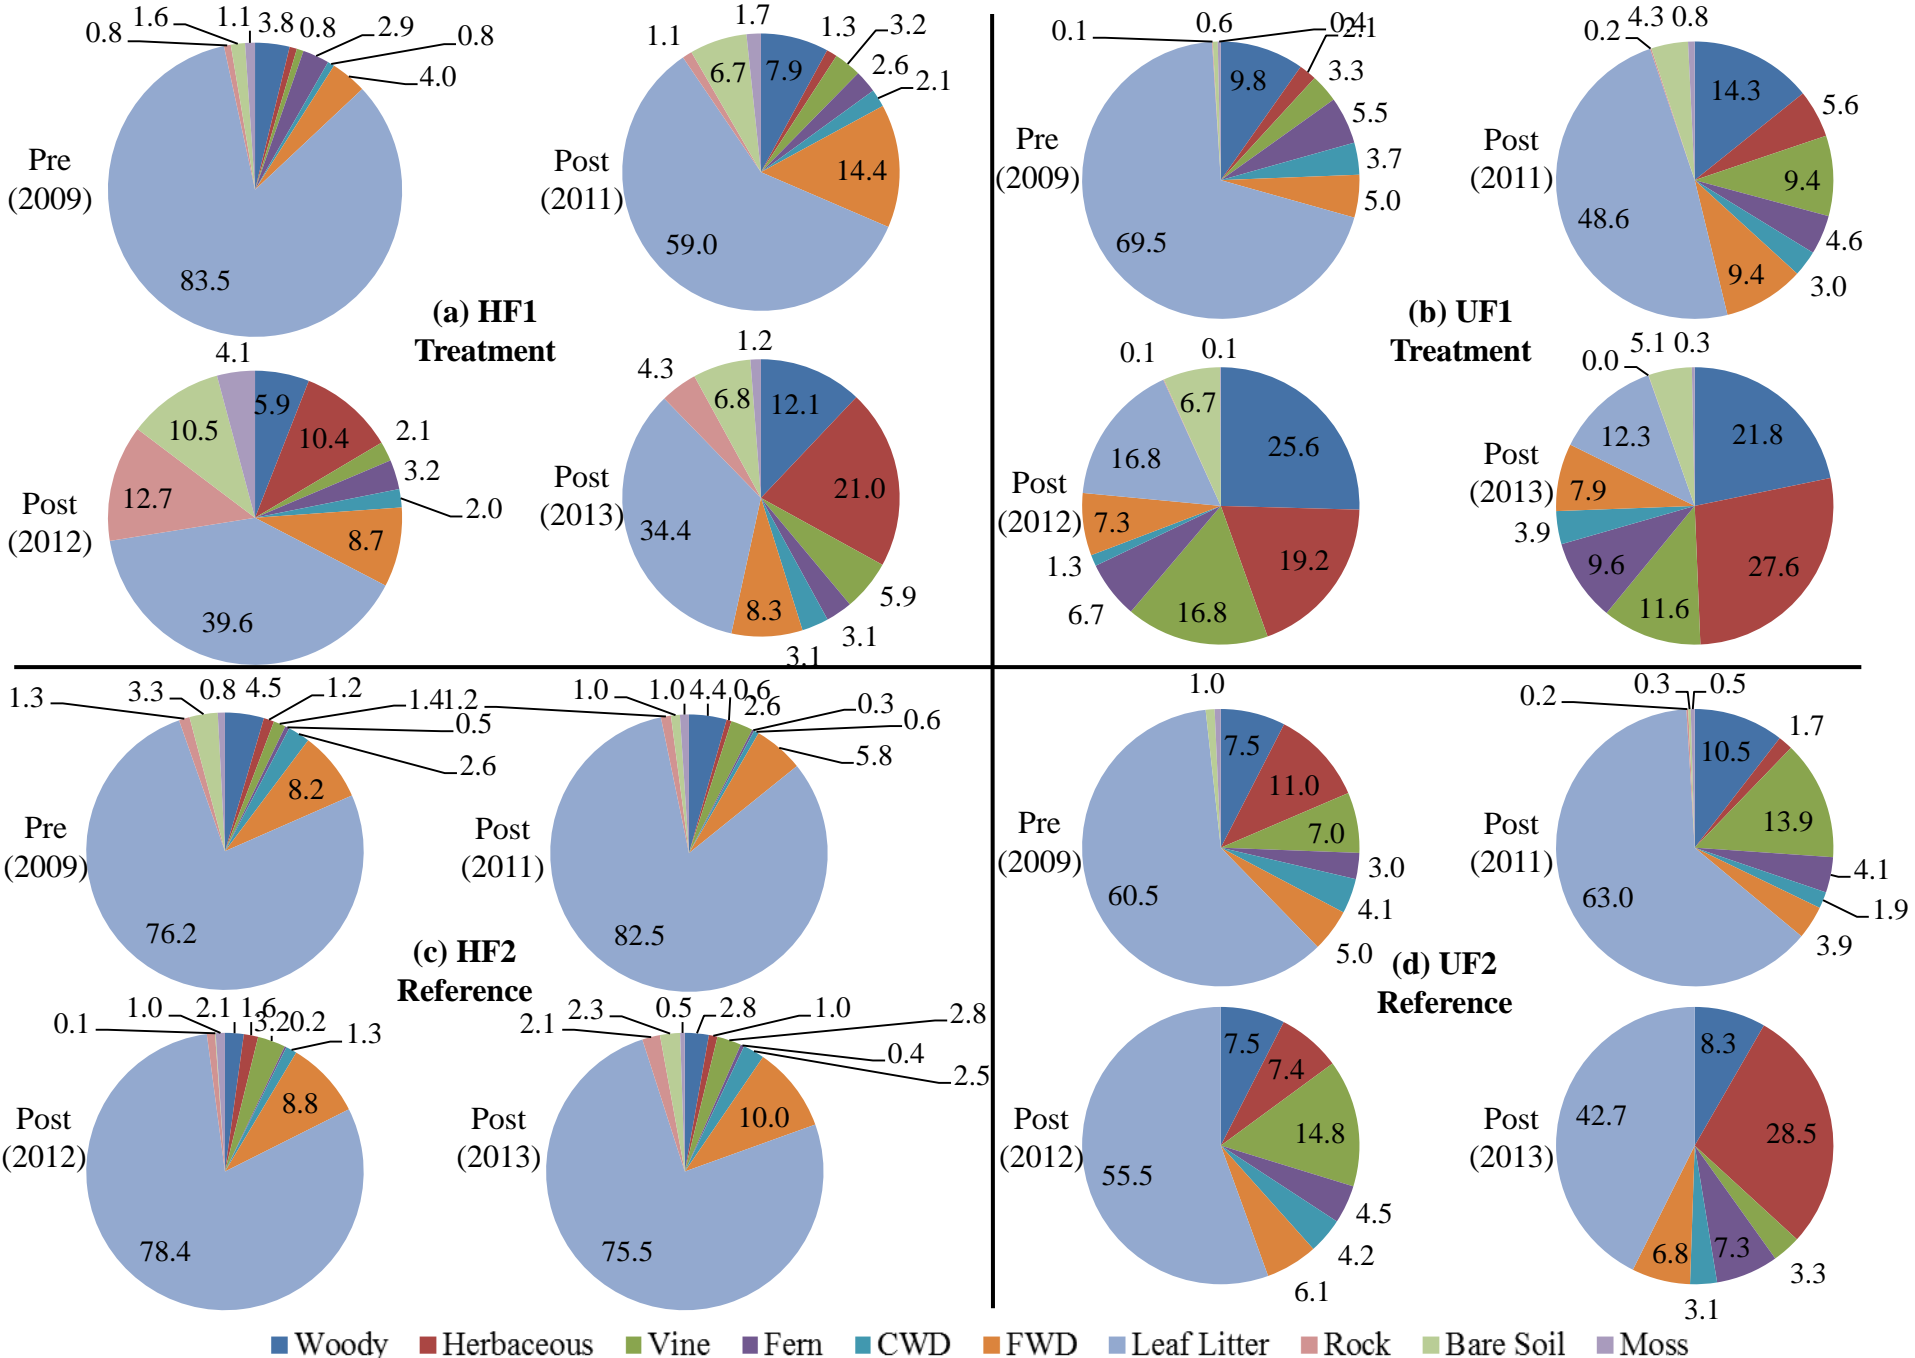 1.6 1.1 3.8 0.8 2.9
0.8 0.8
4.0
Pre
(2009)
83.5
1.7
1.1 1.3 3.2
6.7 7.9 2.6
2.1
Post
(2011)
14.4
59.0
(a) HF1
Treatment
4.1
5.9
10.5 10.4 2.1
3.2
12.7 2.0
Post
(2012)
8.7
39.6
1.2
4.3
6.8 12.1
Post
(2013)
21.0
34.4
5.9
8.3
3.1
3.1
0.1 0.6 0.4
2.1
9.8 3.3
5.5
Pre
(2009)
3.7
5.0
69.5
0.2 4.3 0.8
14.3 5.6
Post
(2011)
9.4
48.6
4.6
9.4 3.0
(b) UF1
Treatment
0.1 0.1
6.7
16.8 25.6
Post
(2012)
7.3
1.3 19.2
6.7 16.8
0.0 5.1 0.3
12.3 21.8
Post
(2013)
7.9
3.9
9.6 27.6
11.6
1.3 3.3 0.8 4.5 1.2
1.4
0.5
2.6
8.2
Pre
(2009)
76.2
1.2 1.0 1.0 4.4 0.6
2.6 0.3
0.6
5.8
Post
(2011)
82.5
(c) HF2
Reference
0.1 1.0 2.1 1.6
3.2 0.2
1.3
8.8
Post
(2012)
78.4
2.1 2.3 0.5 2.8 1.0
2.8
0.4
2.5
10.0
Post
(2013)
75.5
1.0
7.5
11.0
Pre
(2009)
7.0
3.0
60.5
4.1
5.0
0.2 0.3 0.5
1.7
10.5
Post
(2011)
13.9
4.1
63.0
1.9
3.9
(d) UF2
Reference
7.5
7.4
Post
(2012)
14.8
55.5
4.5
4.2
6.1
8.3
42.7 28.5
Post
(2013)
6.8 7.3
3.3
3.1
Woody Herbaceous Vine Fern CWD FWD Leaf Litter Rock Bare Soil Moss